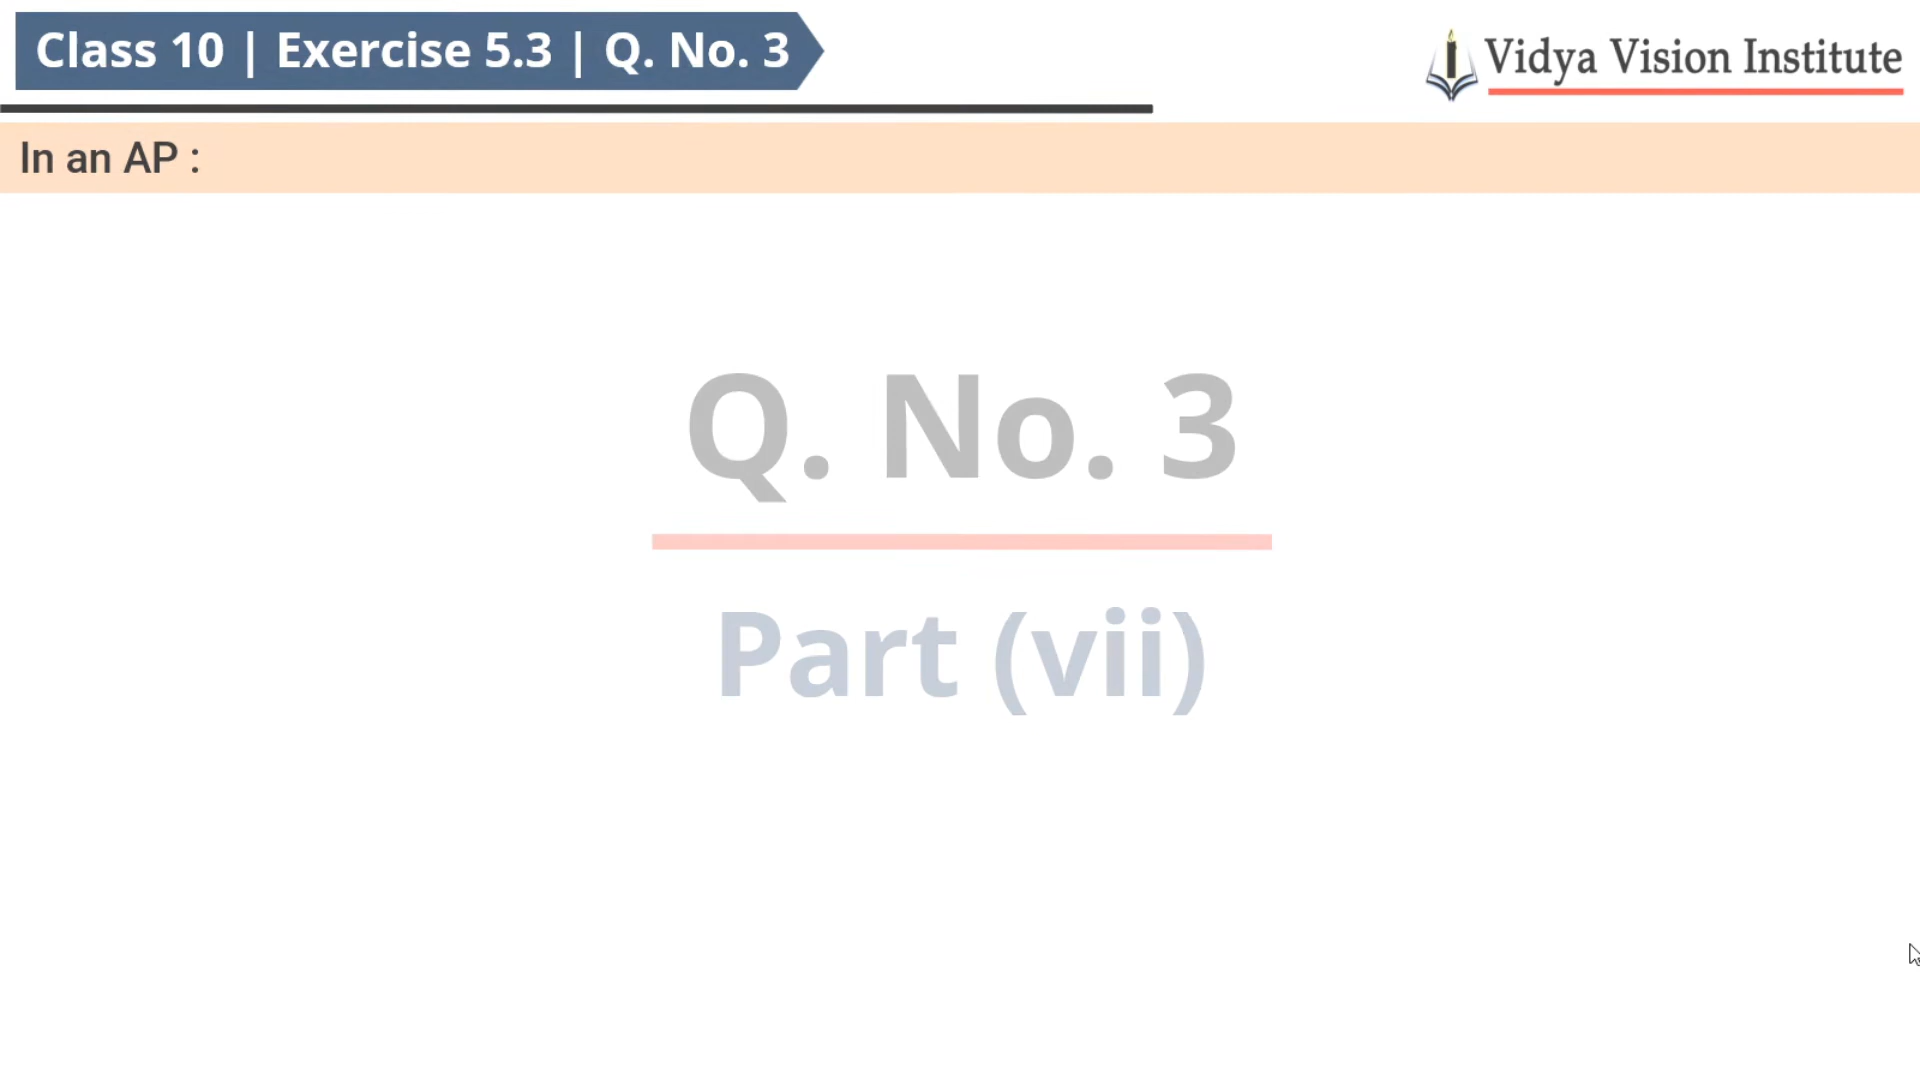 Class 10 | Exercise 5.3 | Q. No. 3
Vidya Vision Institute
In an AP :
Q. No. 3
Part (vii)